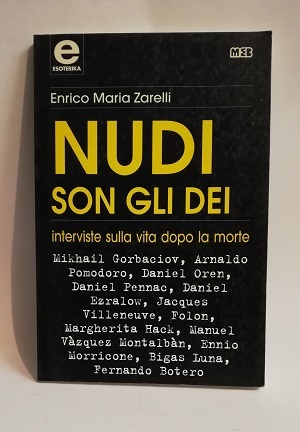 e
ESOTERIKA
MEB
Enrico Maria Zarelli
NUDI
SON GLI DEI
interviste sulla vita dopo la morte
Mikhail Gorbaciov, Arnaldo
Pomodoro, Daniel Oren,
Daniel Pennac, Daniel
Ezralow, Jacques
Villeneuve, Folon,
Margherita Hack, Manuel
Vàzquez Montalbàn, Ennio
Morricone, Bigas Luna,
Fernando Botero